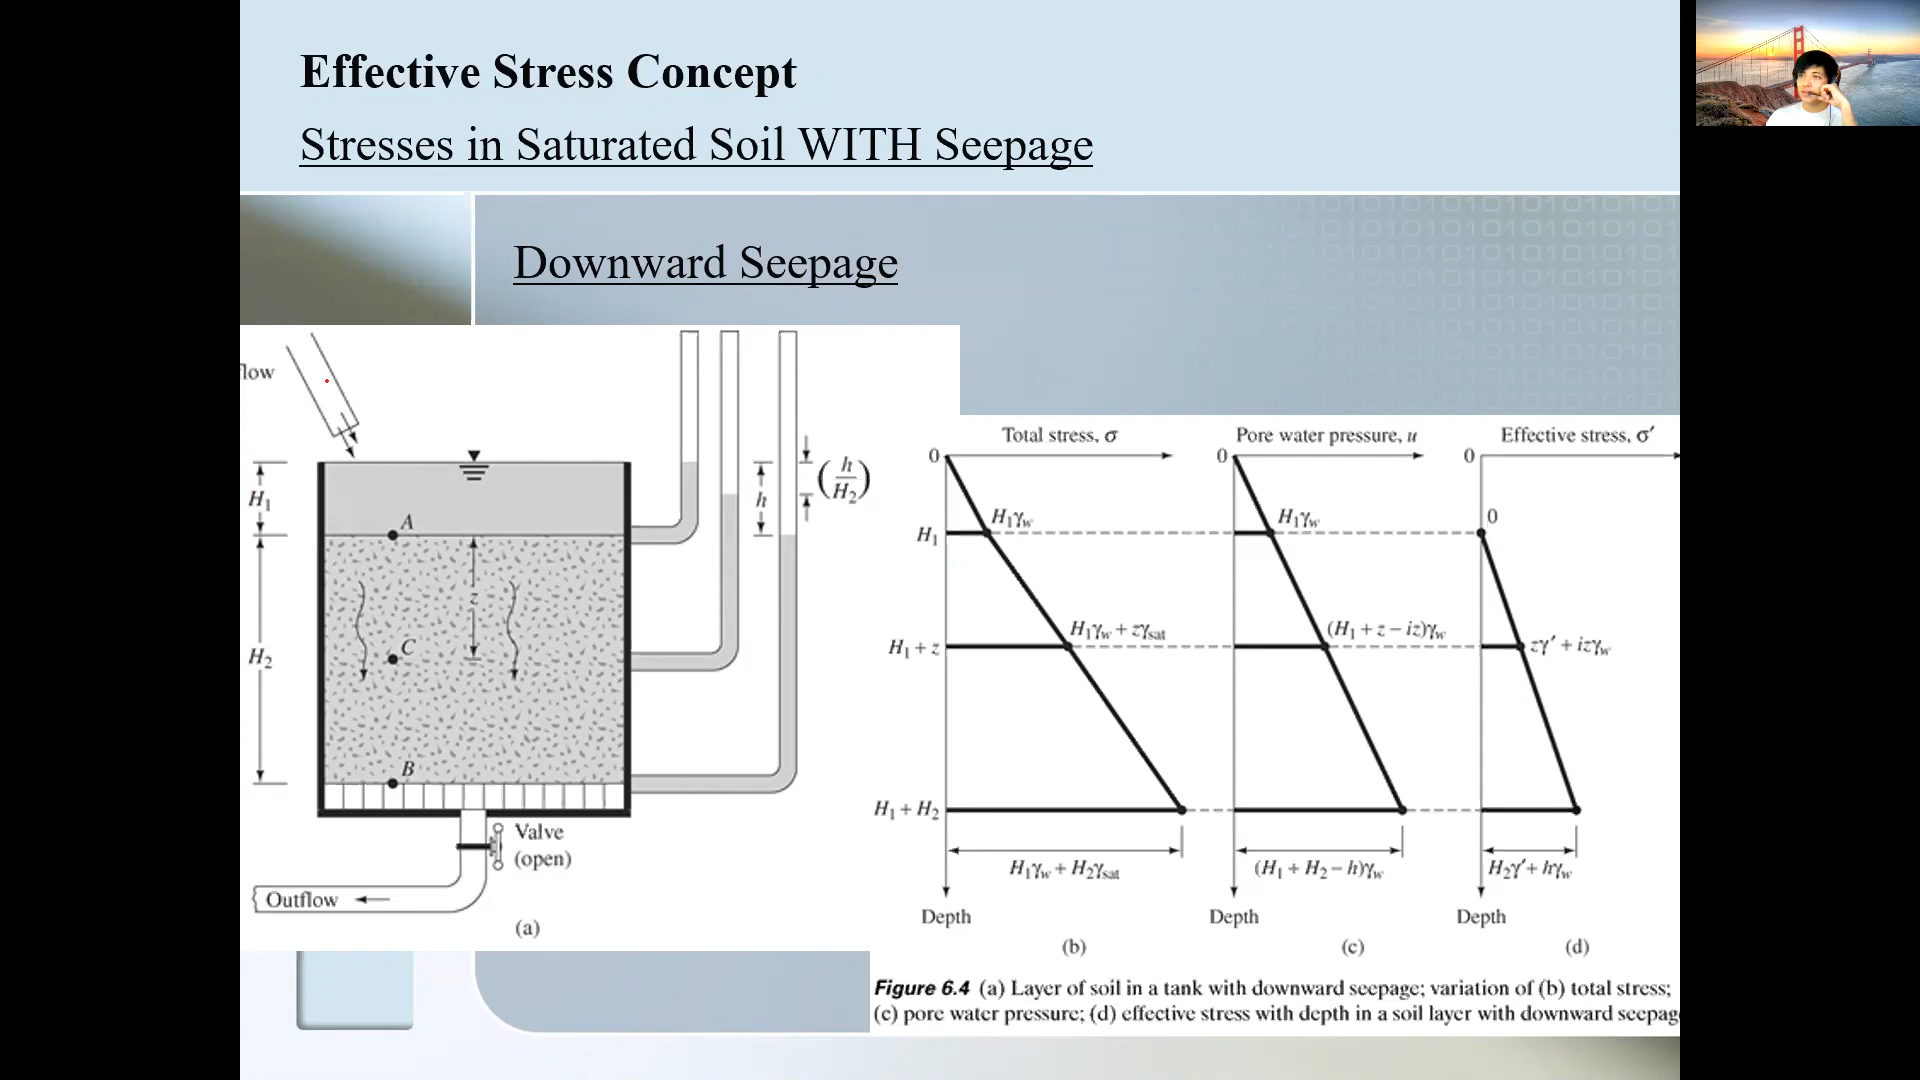 Effective Stress Concept
Stresses in Saturated Soil WITH Seepage
Downward Seepage
flow
H₁
A
z
C
H₂
B
h
(h/H₂)
Valve
(open)
Outflow
(a)
Total stress, σ
0
H₁γw
H₁
H₁γw + zγsat
H₁ + z
H₁ + H₂
H₁γw + H₂γsat
Depth
(b)
Pore water pressure, u
0
H₁γw
(H₁ + z − iz)γw
(H₁ + H₂ − h)γw
Depth
(c)
Effective stress, σ′
0
0
zγ′ + izγw
H₂γ′ + hγw
Depth
(d)
Figure 6.4 (a) Layer of soil in a tank with downward seepage; variation of (b) total stress;
(c) pore water pressure; (d) effective stress with depth in a soil layer with downward seepag